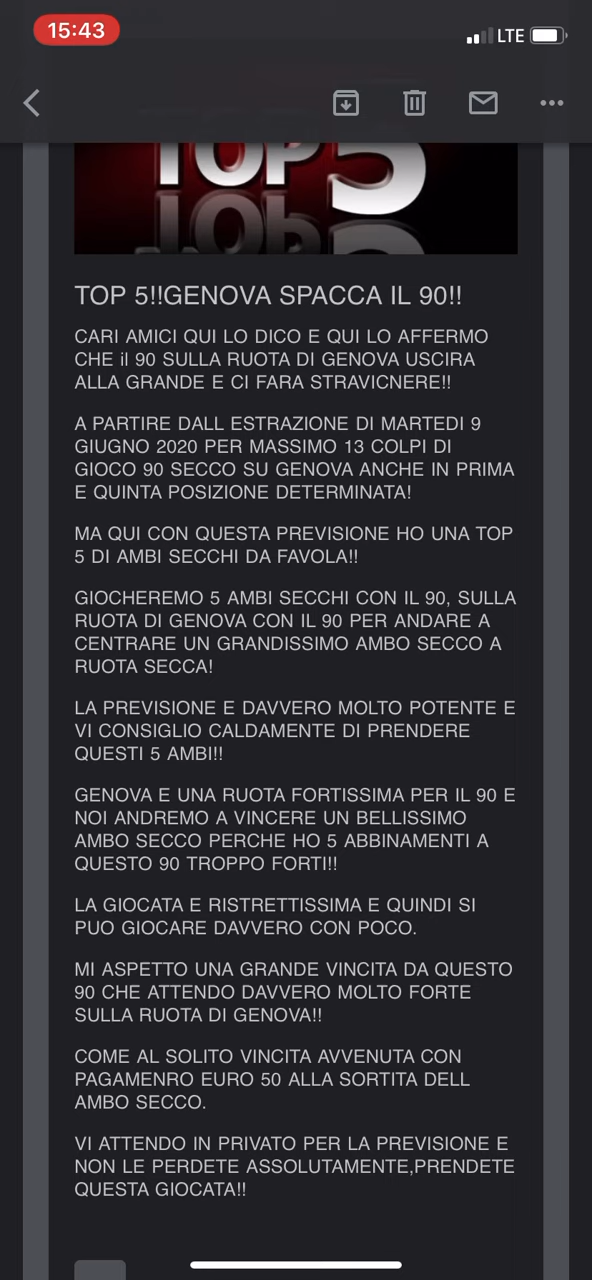 15:43
LTE
TOP 5
TOP 5!!GENOVA SPACCA IL 90!!
CARI AMICI QUI LO DICO E QUI LO AFFERMO
CHE il 90 SULLA RUOTA DI GENOVA USCIRA
ALLA GRANDE E CI FARA STRAVICNERE!!
A PARTIRE DALL ESTRAZIONE DI MARTEDI 9
GIUGNO 2020 PER MASSIMO 13 COLPI DI
GIOCO 90 SECCO SU GENOVA ANCHE IN PRIMA
E QUINTA POSIZIONE DETERMINATA!
MA QUI CON QUESTA PREVISIONE HO UNA TOP
5 DI AMBI SECCHI DA FAVOLA!!
GIOCHEREMO 5 AMBI SECCHI CON IL 90, SULLA
RUOTA DI GENOVA CON IL 90 PER ANDARE A
CENTRARE UN GRANDISSIMO AMBO SECCO A
RUOTA SECCA!
LA PREVISIONE E DAVVERO MOLTO POTENTE E
VI CONSIGLIO CALDAMENTE DI PRENDERE
QUESTI 5 AMBI!!
GENOVA E UNA RUOTA FORTISSIMA PER IL 90 E
NOI ANDREMO A VINCERE UN BELLISSIMO
AMBO SECCO PERCHE HO 5 ABBINAMENTI A
QUESTO 90 TROPPO FORTI!!
LA GIOCATA E RISTRETTISSIMA E QUINDI SI
PUO GIOCARE DAVVERO CON POCO.
MI ASPETTO UNA GRANDE VINCITA DA QUESTO
90 CHE ATTENDO DAVVERO MOLTO FORTE
SULLA RUOTA DI GENOVA!!
COME AL SOLITO VINCITA AVVENUTA CON
PAGAMENRO EURO 50 ALLA SORTITA DELL
AMBO SECCO.
VI ATTENDO IN PRIVATO PER LA PREVISIONE E
NON LE PERDETE ASSOLUTAMENTE,PRENDETE
QUESTA GIOCATA!!